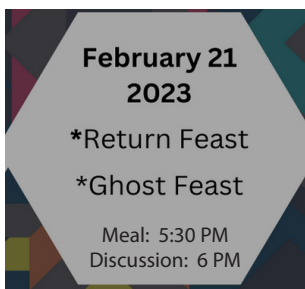 February 21
2023
*Return Feast
*Ghost Feast
Meal: 5:30 PM
Discussion: 6 PM